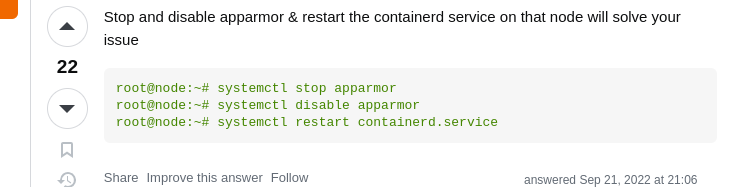 Stop and disable apparmor & restart the containerd service on that node will solve your
issue
22
root@node:~# systemctl stop apparmor
root@node:~# systemctl disable apparmor
root@node:~# systemctl restart containerd.service
Share Improve this answer Follow
answered Sep 21, 2022 at 21:06